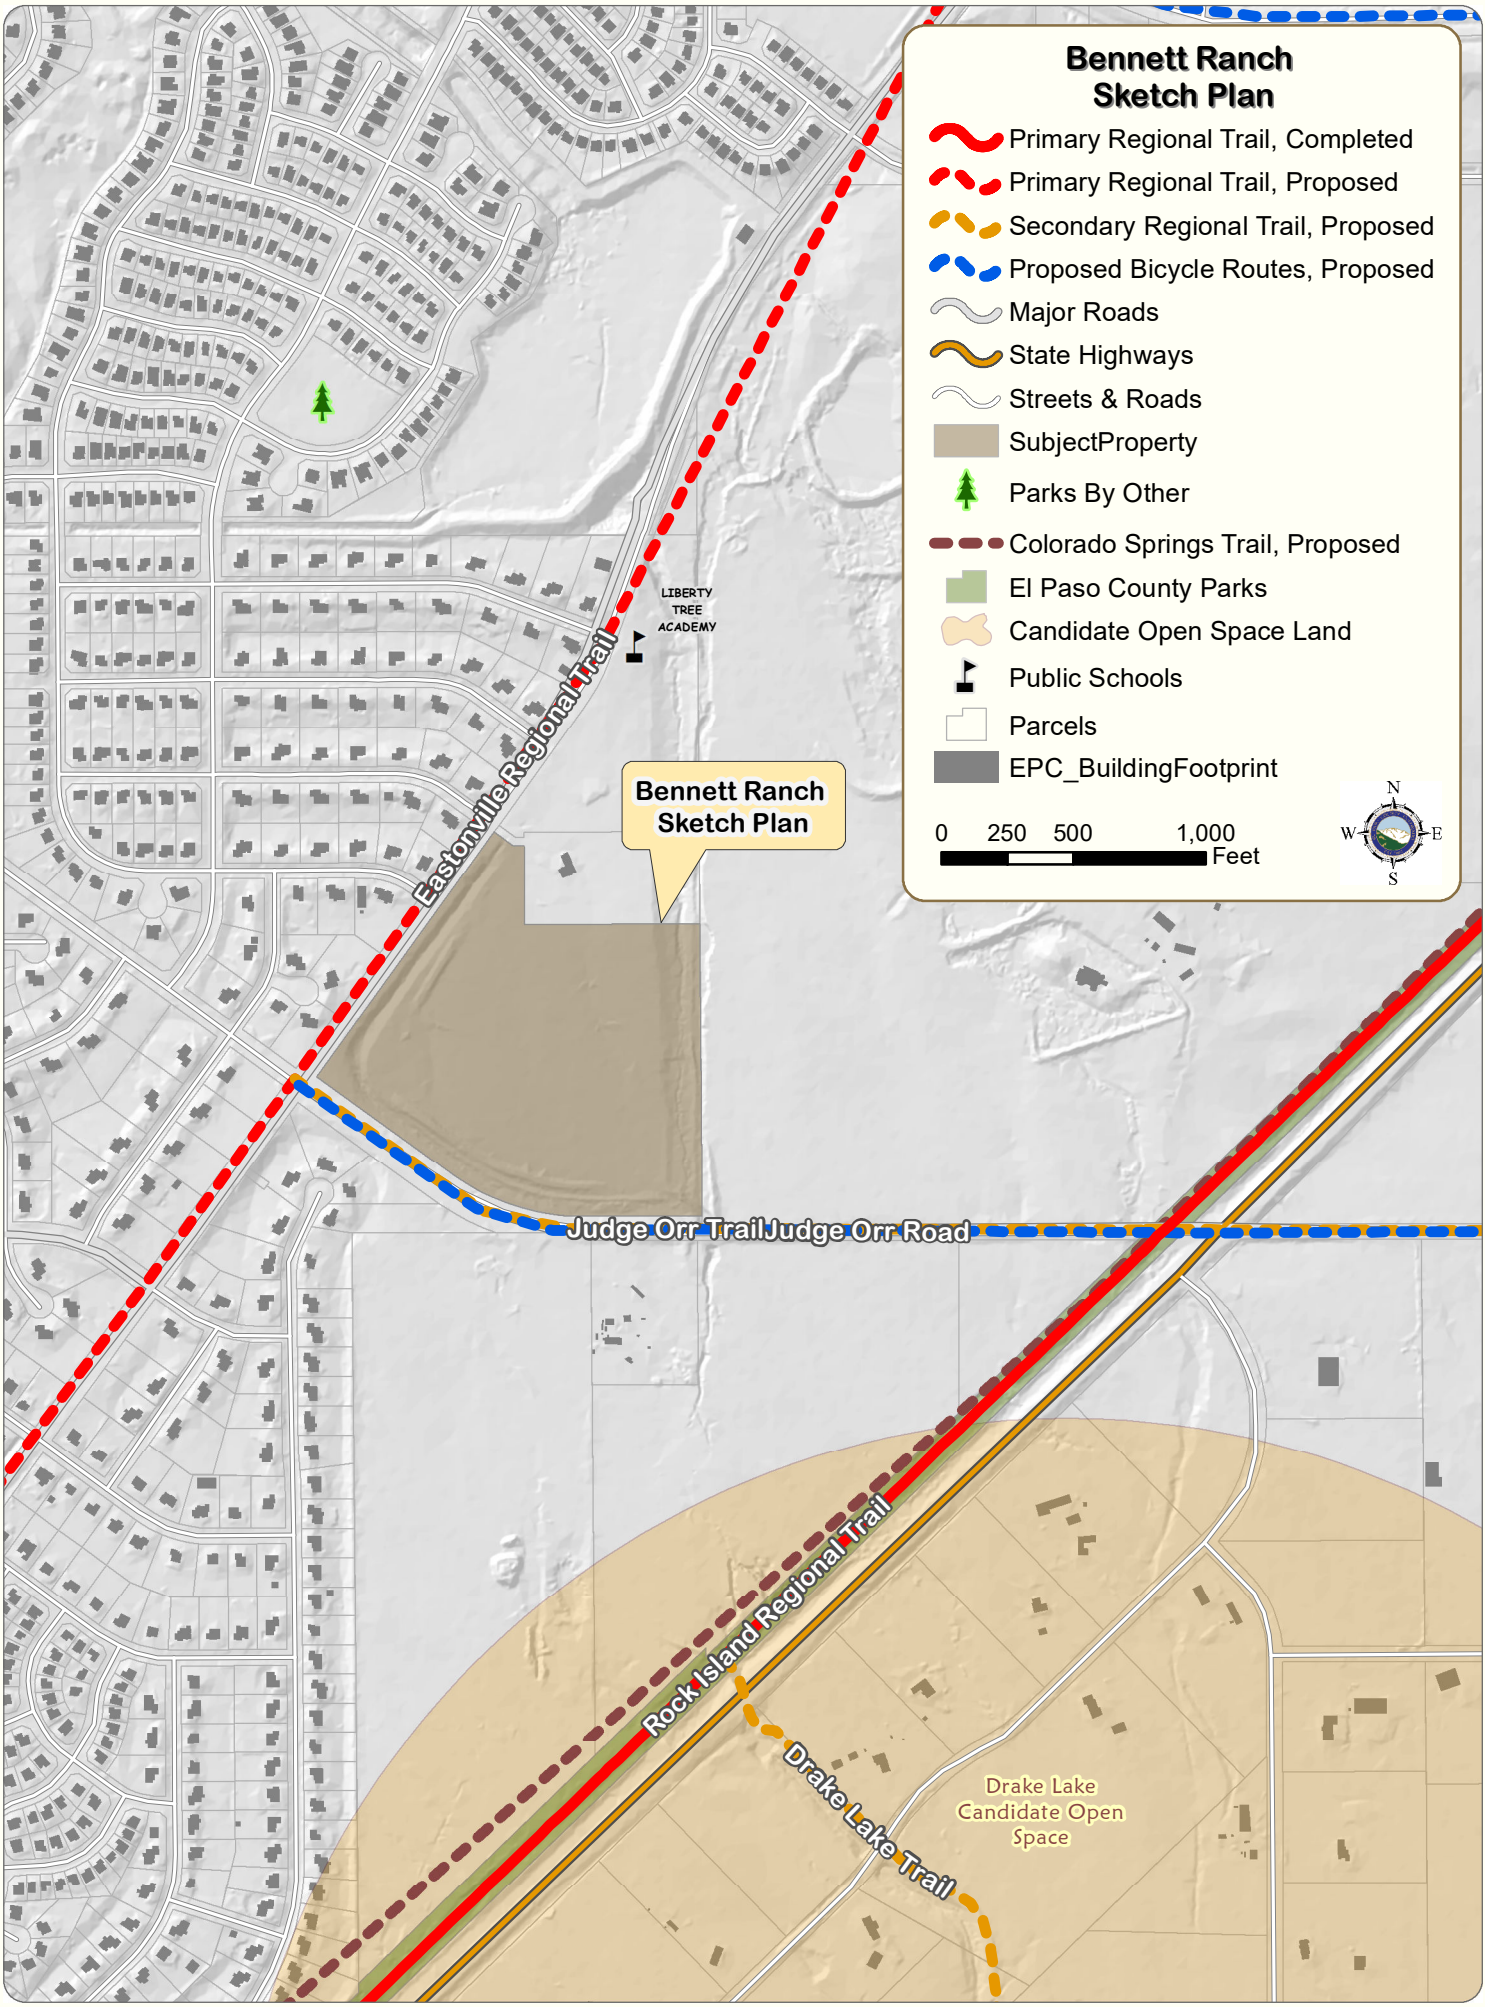 Bennett Ranch
Sketch Plan
Primary Regional Trail, Completed
Primary Regional Trail, Proposed
Secondary Regional Trail, Proposed
Proposed Bicycle Routes, Proposed
Major Roads
State Highways
Streets & Roads
SubjectProperty
Parks By Other
Colorado Springs Trail, Proposed
El Paso County Parks
Candidate Open Space Land
Public Schools
Parcels
EPC_BuildingFootprint
N
W
E
S
0 250 500 1,000
Feet
LIBERTY
TREE
ACADEMY
Eastonville Regional Trail
Bennett Ranch
Sketch Plan
Judge Orr Trail
Judge Orr Road
Rock Island Regional Trail
Drake Lake Trail
Drake Lake
Candidate Open
Space